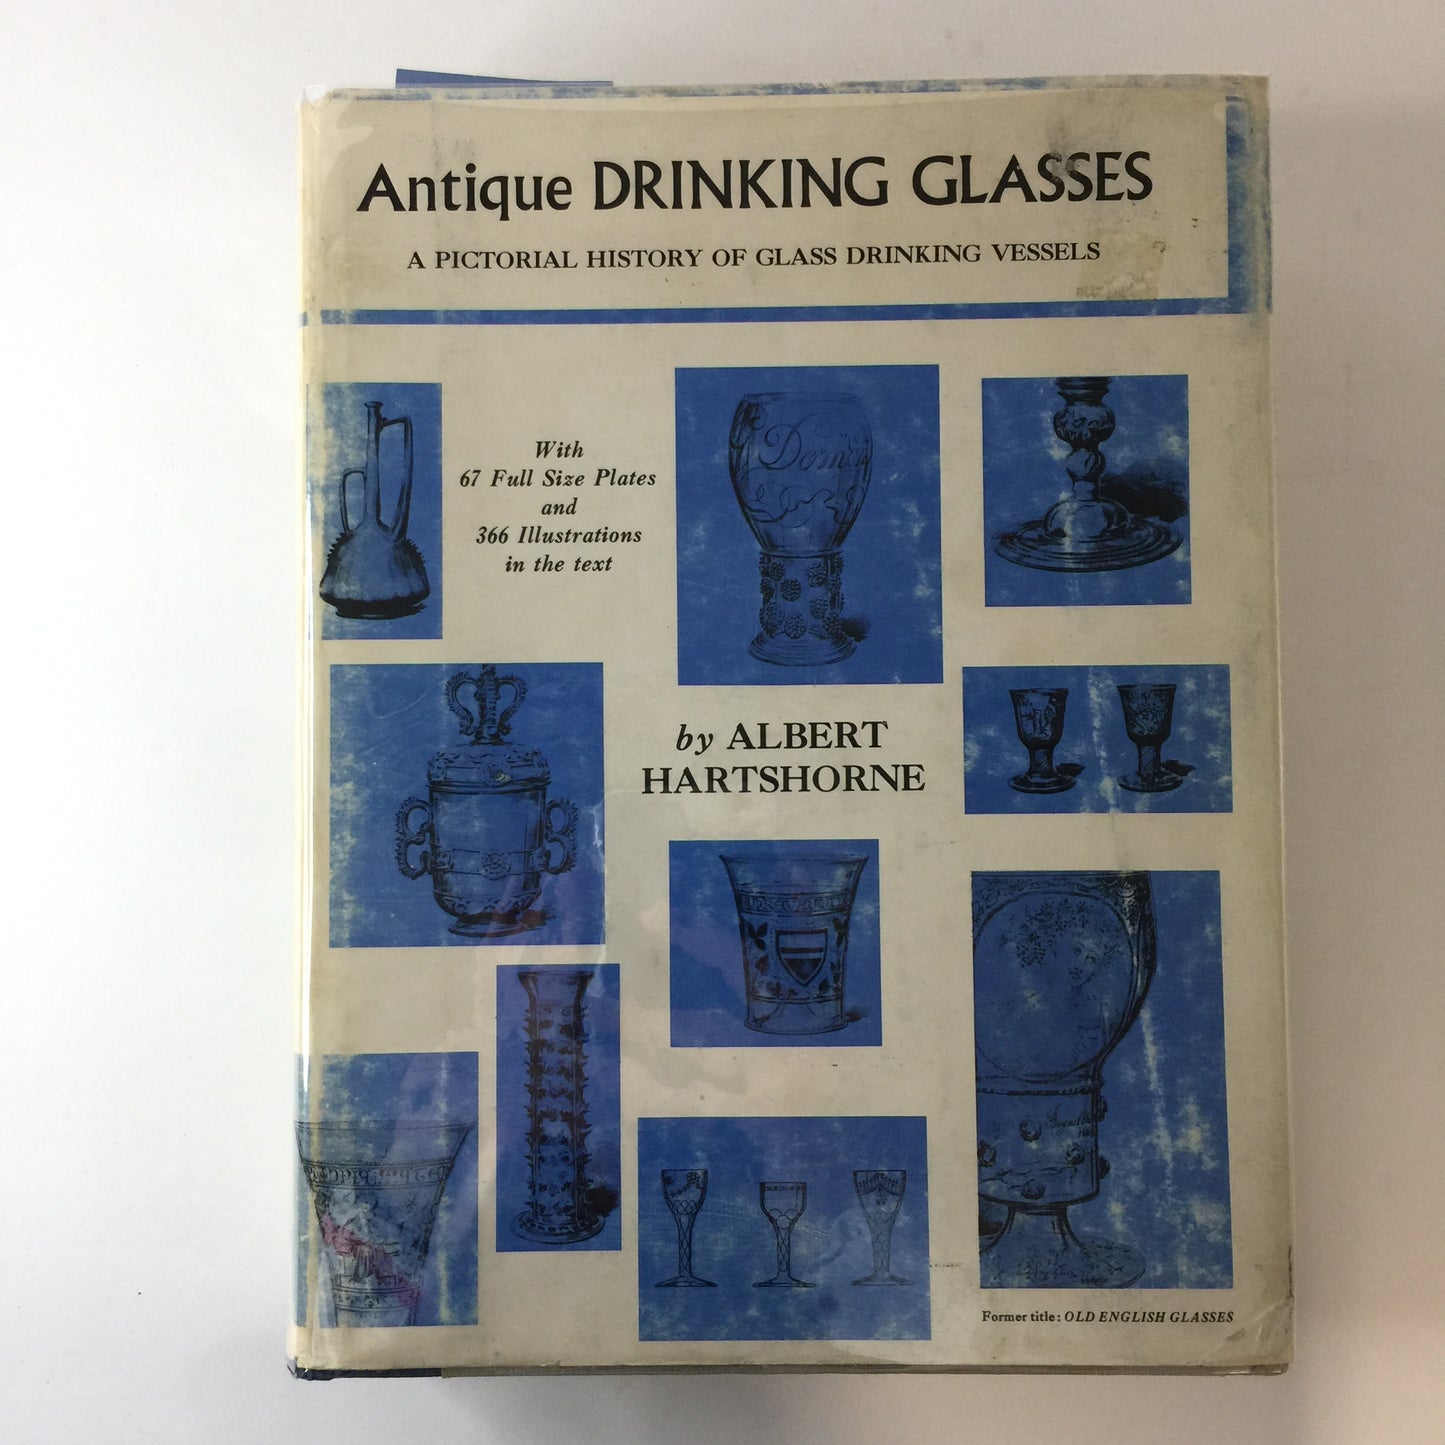 Antique DRINKING GLASSES
A PICTORIAL HISTORY OF GLASS DRINKING VESSELS
With
67 Full Size Plates
and
366 Illustrations
in the text
by ALBERT
HARTSHORNE
Former title: OLD ENGLISH GLASSES